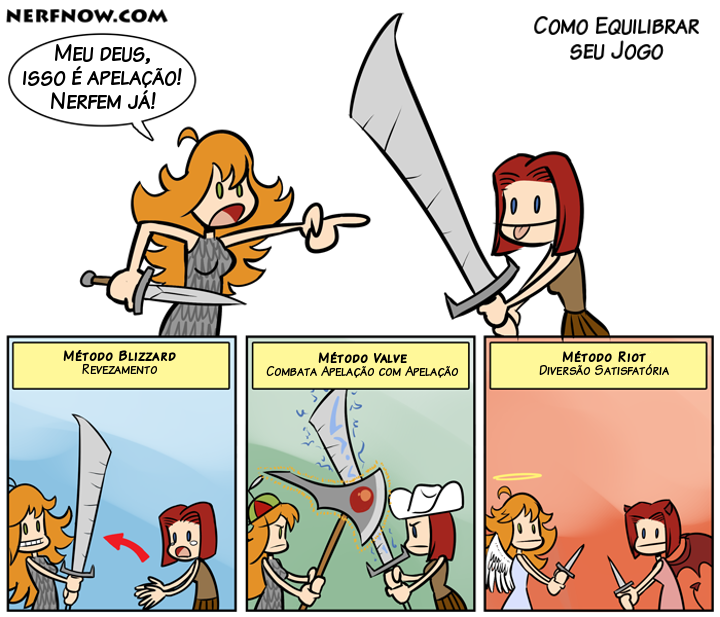 NERFNOW.COM
COMO EQUILIBRAR
SEU JOGO
MEU DEUS,
ISSO É APELAÇÃO!
NERFEM JÁ!
MÉTODO BLIZZARD
REVEZAMENTO
MÉTODO VALVE
COMBATA APELAÇÃO COM APELAÇÃO
MÉTODO RIOT
DIVERSÃO SATISFATÓRIA